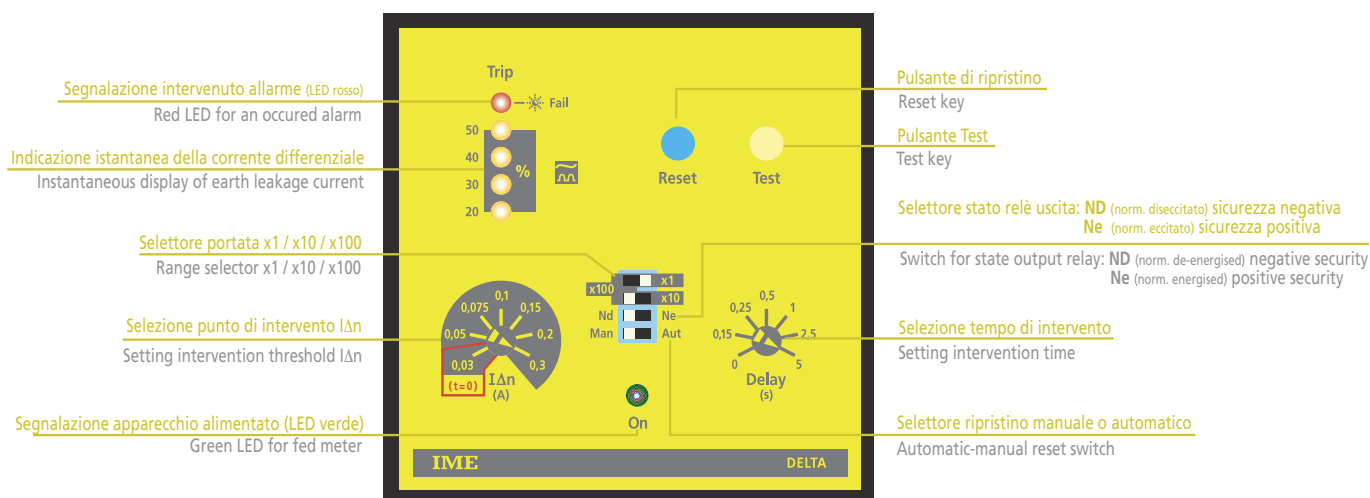 Segnalazione intervenuto allarme (LED rosso)
Red LED for an occured alarm
Indicazione istantanea della corrente differenziale
Instantaneous display of earth leakage current
Selettore portata x1 / x10 / x100
Range selector x1 / x10 / x100
Selezione punto di intervento I∆n
Setting intervention threshold I∆n
Segnalazione apparecchio alimentato (LED verde)
Green LED for fed meter
Trip
Fail
50
40
%
30
20
Reset
Test
x1
x100
x10
Nd
Ne
Man
Aut
0,1
0,075
0,15
0,05
0,2
0,03
0,3
(t=0)
I∆n
(A)
0,5
0,25
1
0,15
2,5
0
5
Delay
(s)
On
IME
DELTA
Pulsante di ripristino
Reset key
Pulsante Test
Test key
Selettore stato relè uscita: ND (norm. diseccitato) sicurezza negativa
Ne (norm. eccitato) sicurezza positiva
Switch for state output relay: ND (norm. de-energised) negative security
Ne (norm. energised) positive security
Selezione tempo di intervento
Setting intervention time
Selettore ripristino manuale o automatico
Automatic-manual reset switch